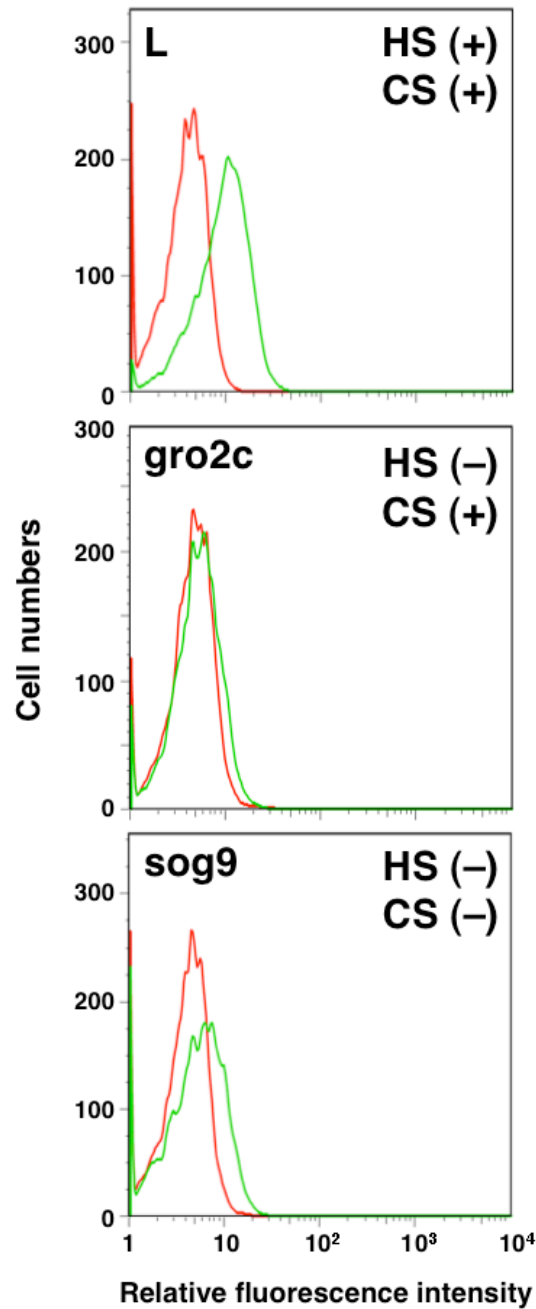 L
HS (+)
CS (+)
300
200
100
0
gro2c
HS (–)
CS (+)
300
200
100
0
Cell numbers
sog9
HS (–)
CS (–)
300
200
100
0
1 10 10² 10³ 10⁴
Relative fluorescence intensity